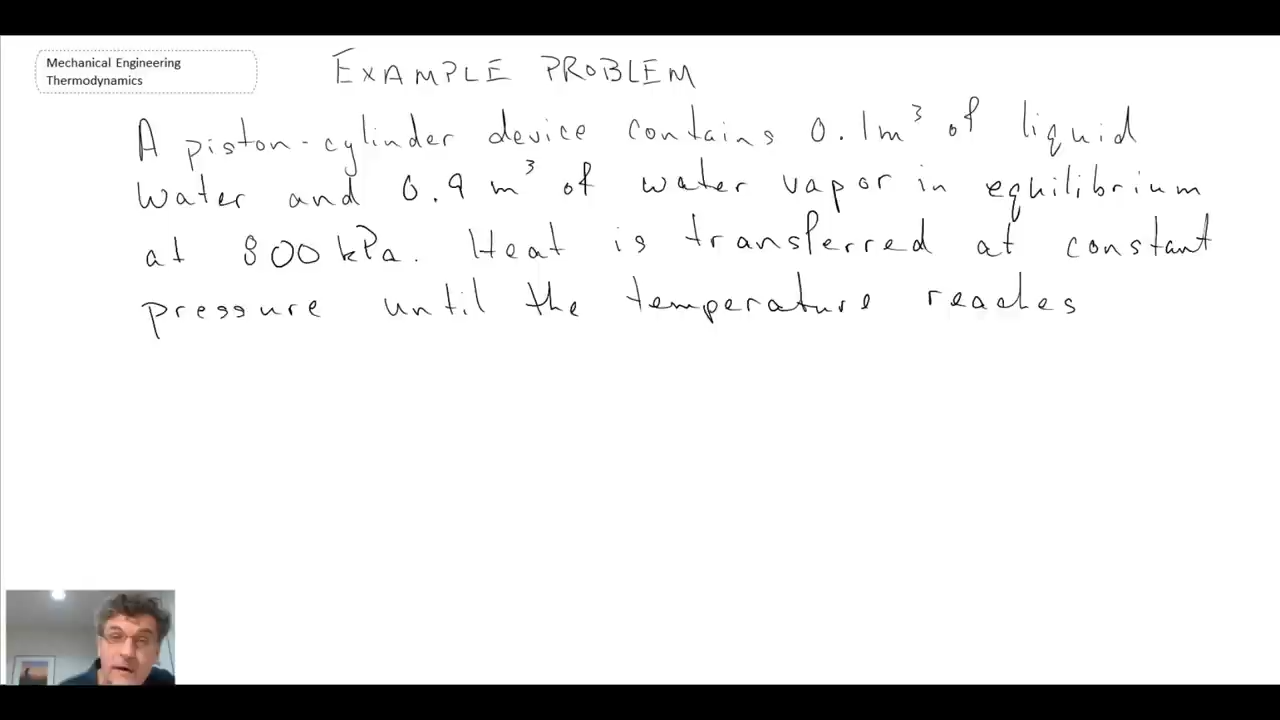 Mechanical Engineering
Thermodynamics
EXAMPLE PROBLEM
A piston-cylinder device contains 0.1m³ of liquid
water and 0.9 m³ of water vapor in equilibrium
at 800 kPa. Heat is transferred at constant
pressure until the temperature reaches